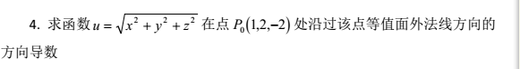 4. 求函数 u = √(x² + y² + z²) 在点 P₀(1,2,−2) 处沿过该点等值面外法线方向的
方向导数